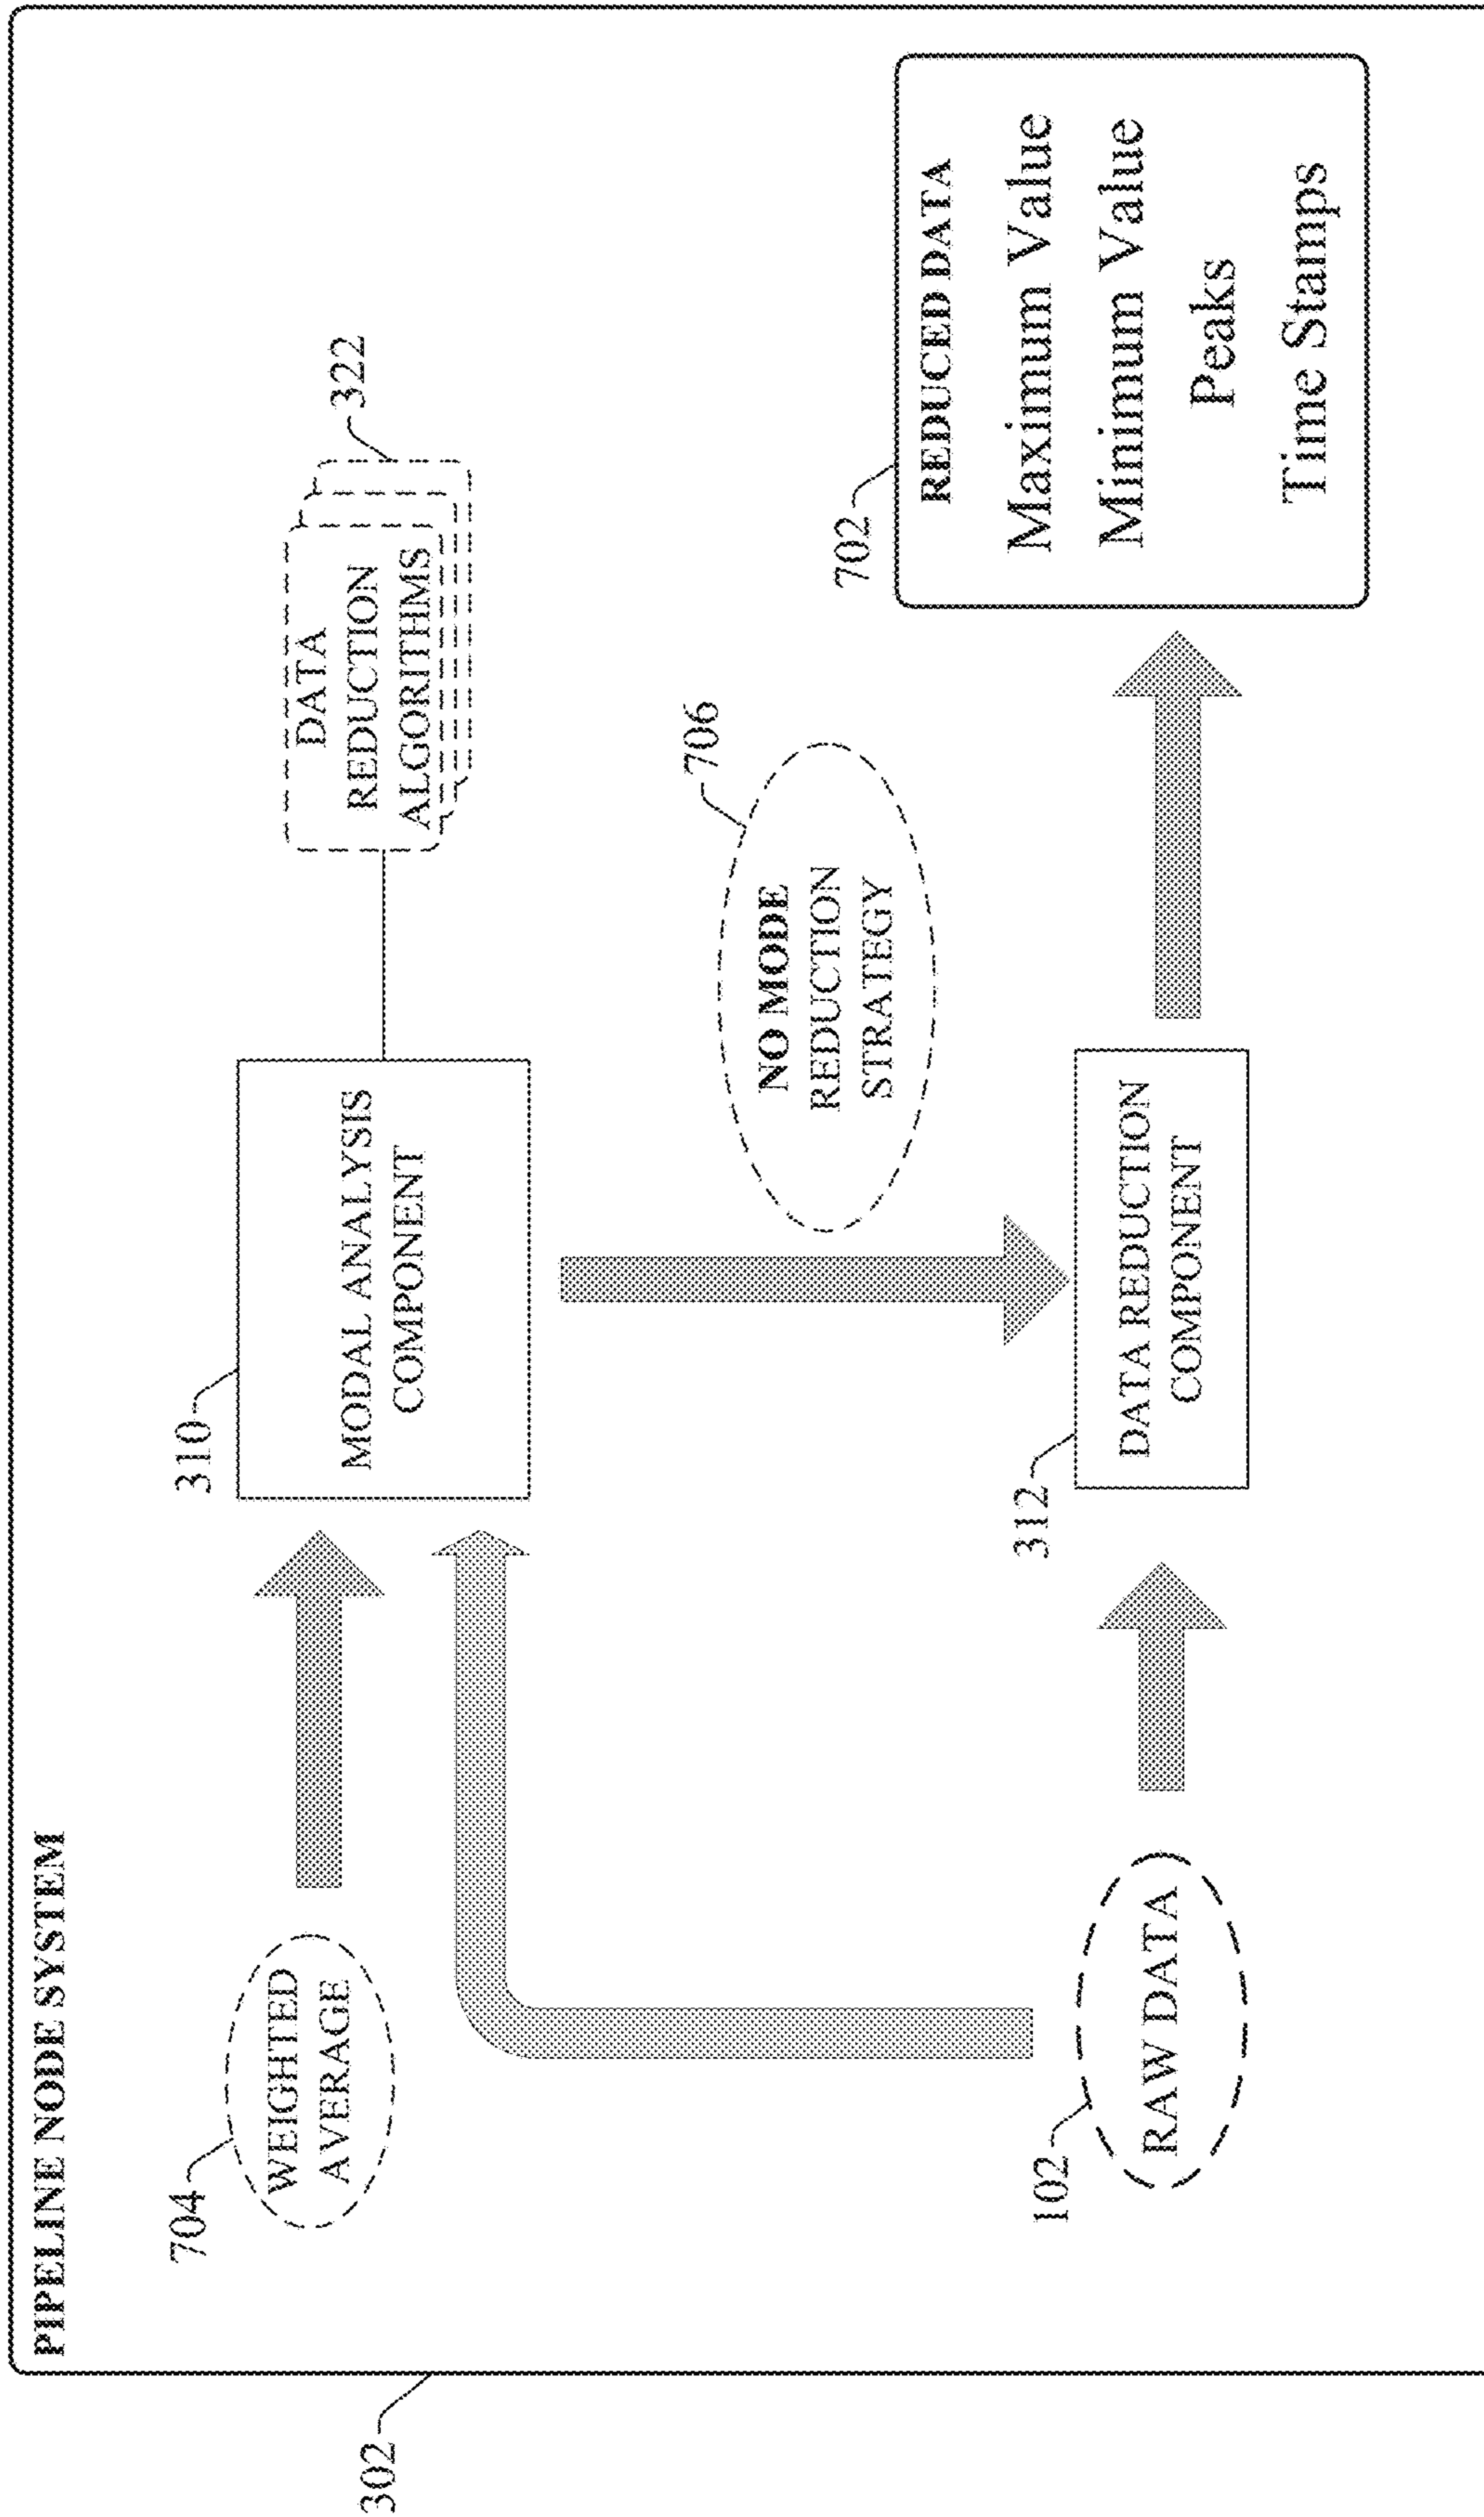 PIPELINE NODE SYSTEM
302
704
WEIGHTED
AVERAGE
310
MODAL ANALYSIS
COMPONENT
322
DATA
REDUCTION
ALGORITHMS
706
NO MODE
REDUCTION
STRATEGY
102
RAW DATA
312
DATA REDUCTION
COMPONENT
702
REDUCED DATA
Maximum Value
Minimum Value
Peaks
Time Stamps